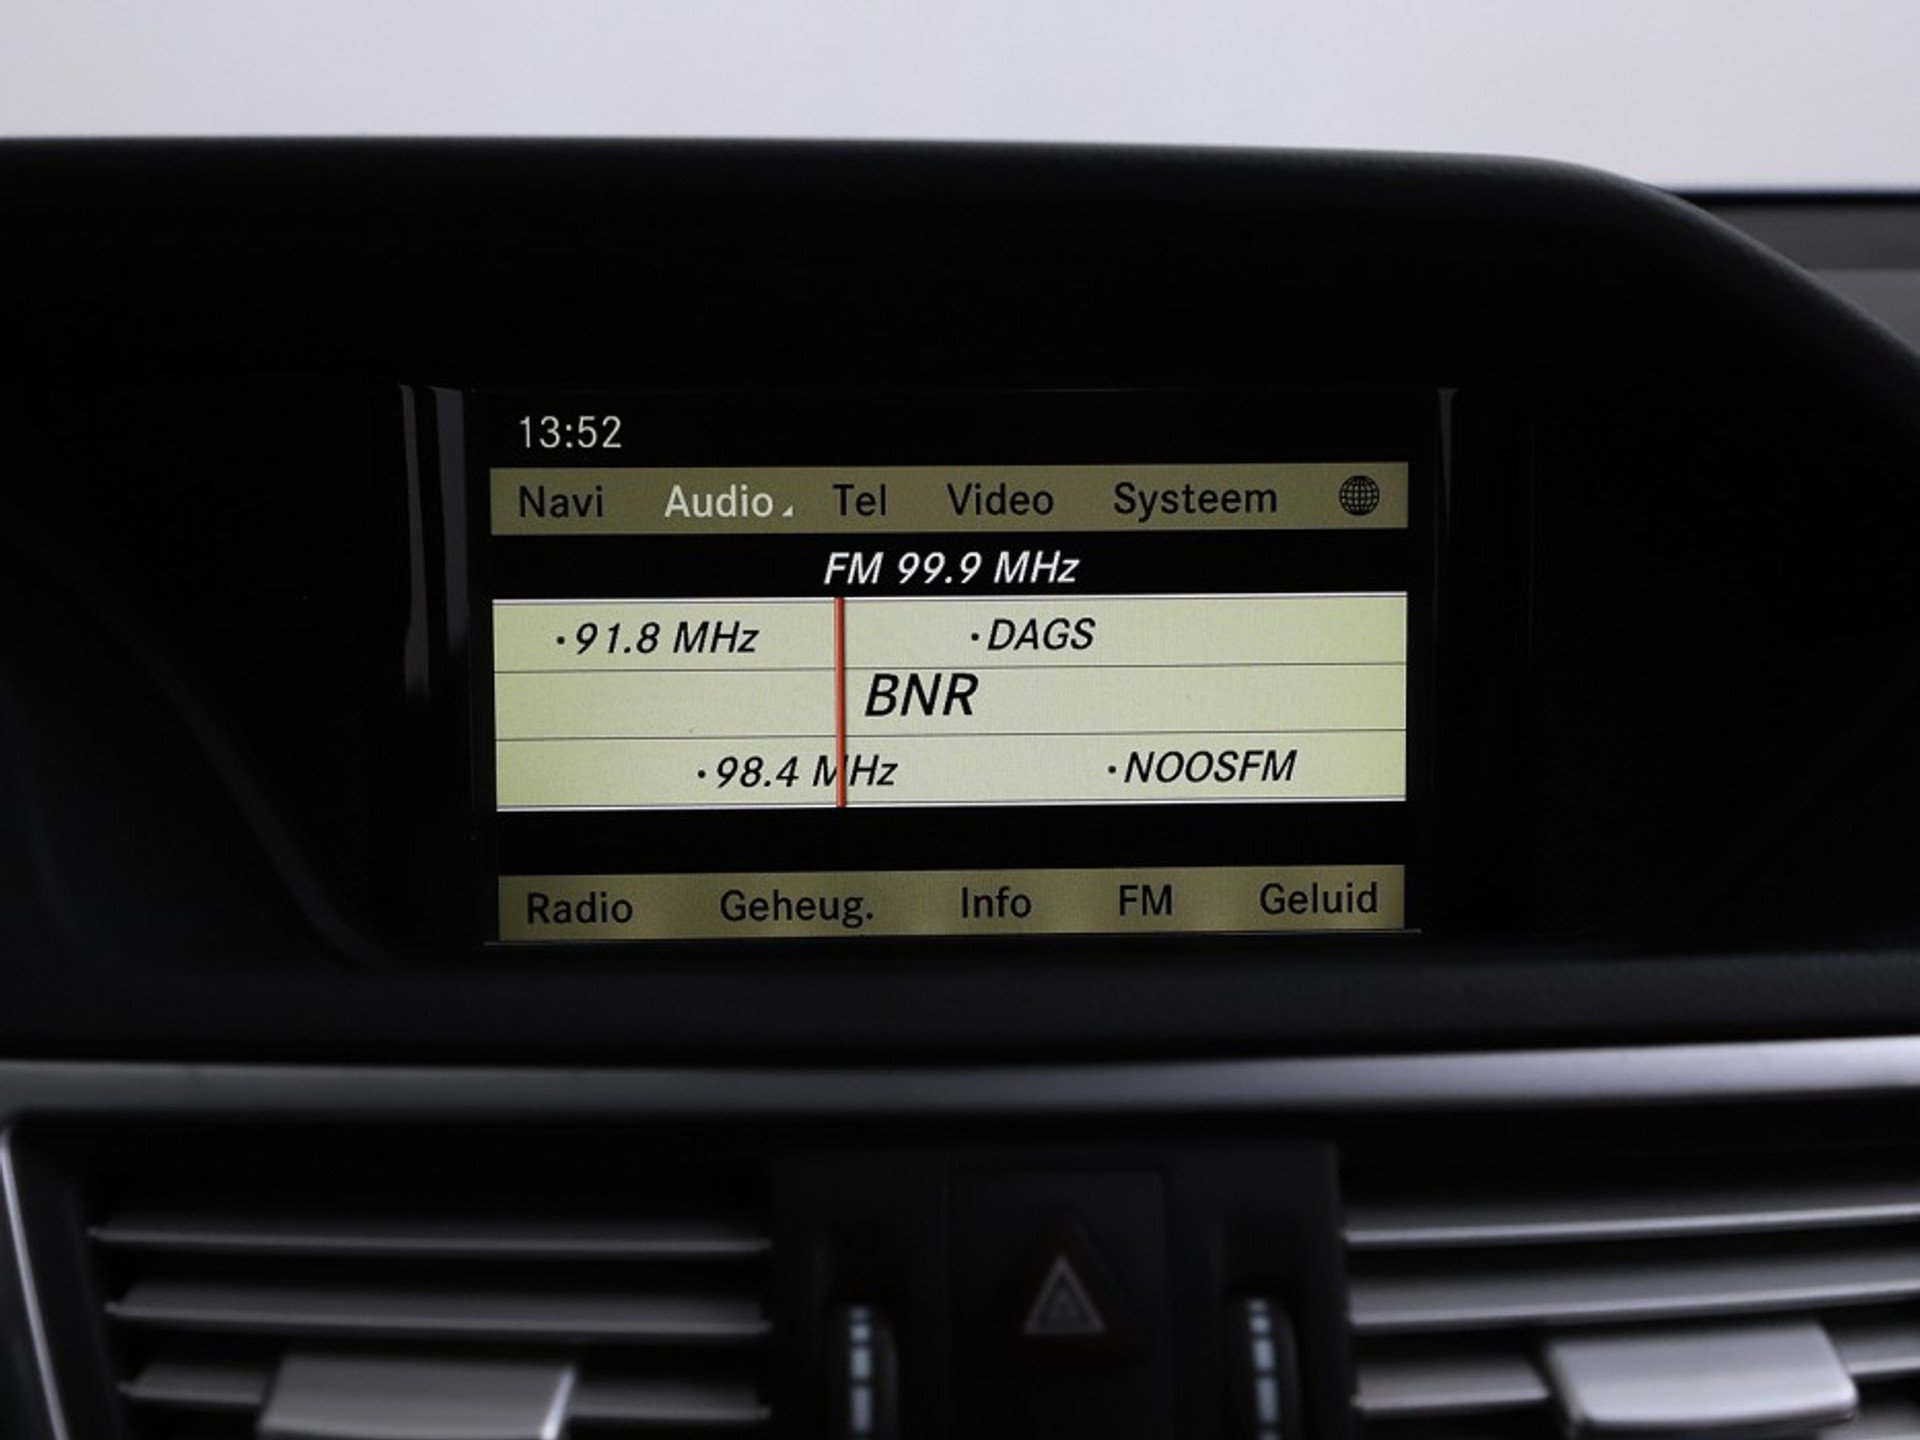 13:52
Navi Audio Tel Video Systeem
FM 99.9 MHz
·91.8 MHz ·DAGS
BNR
·98.4 MHz ·NOOSFM
Radio Geheug. Info FM Geluid